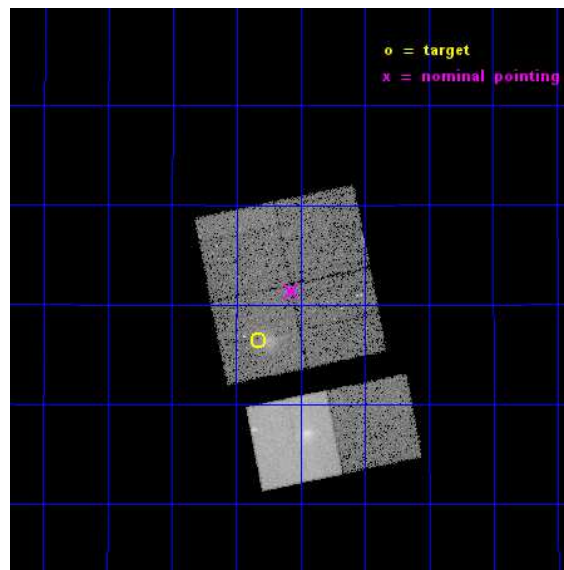 o = target
x = nominal pointing